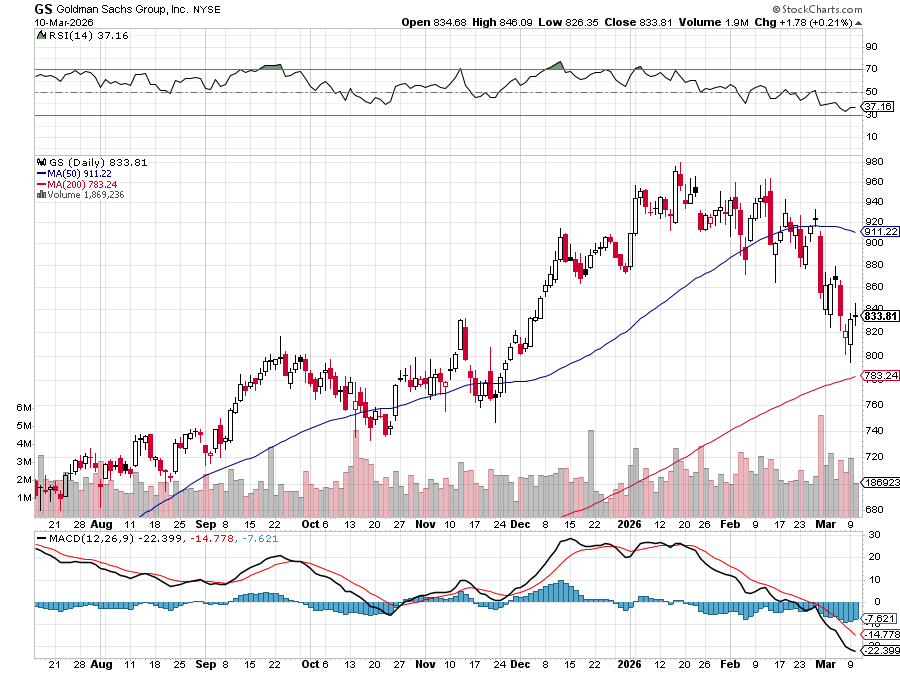 GS Goldman Sachs Group, Inc. NYSE
© StockCharts.com
10-Mar-2026
Open 834.68 High 846.09 Low 826.35 Close 833.81 Volume 1.9M Chg +1.78 (+0.21%)
RSI(14) 37.16
90
70
50
37.16
30
10
GS (Daily) 833.81
MA(50) 911.22
MA(200) 783.24
Volume 1,869,236
980
960
940
920
911.22
900
880
860
840
833.81
820
800
783.24
780
760
740
720
186923
680
6M
5M
4M
3M
2M
1M
21 28 Aug 11 18 25 Sep 8 15 22 Oct 6 13 20 27 Nov 10 17 24 Dec 8 15 22 2026 12 20 26 Feb 9 17 23 Mar 9
MACD(12,26,9) -22.399, -14.778, -7.621
30
20
10
0
-7.621
-14.778
-22.399
21 28 Aug 11 18 25 Sep 8 15 22 Oct 6 13 20 27 Nov 10 17 24 Dec 8 15 22 2026 12 20 26 Feb 9 17 23 Mar 9